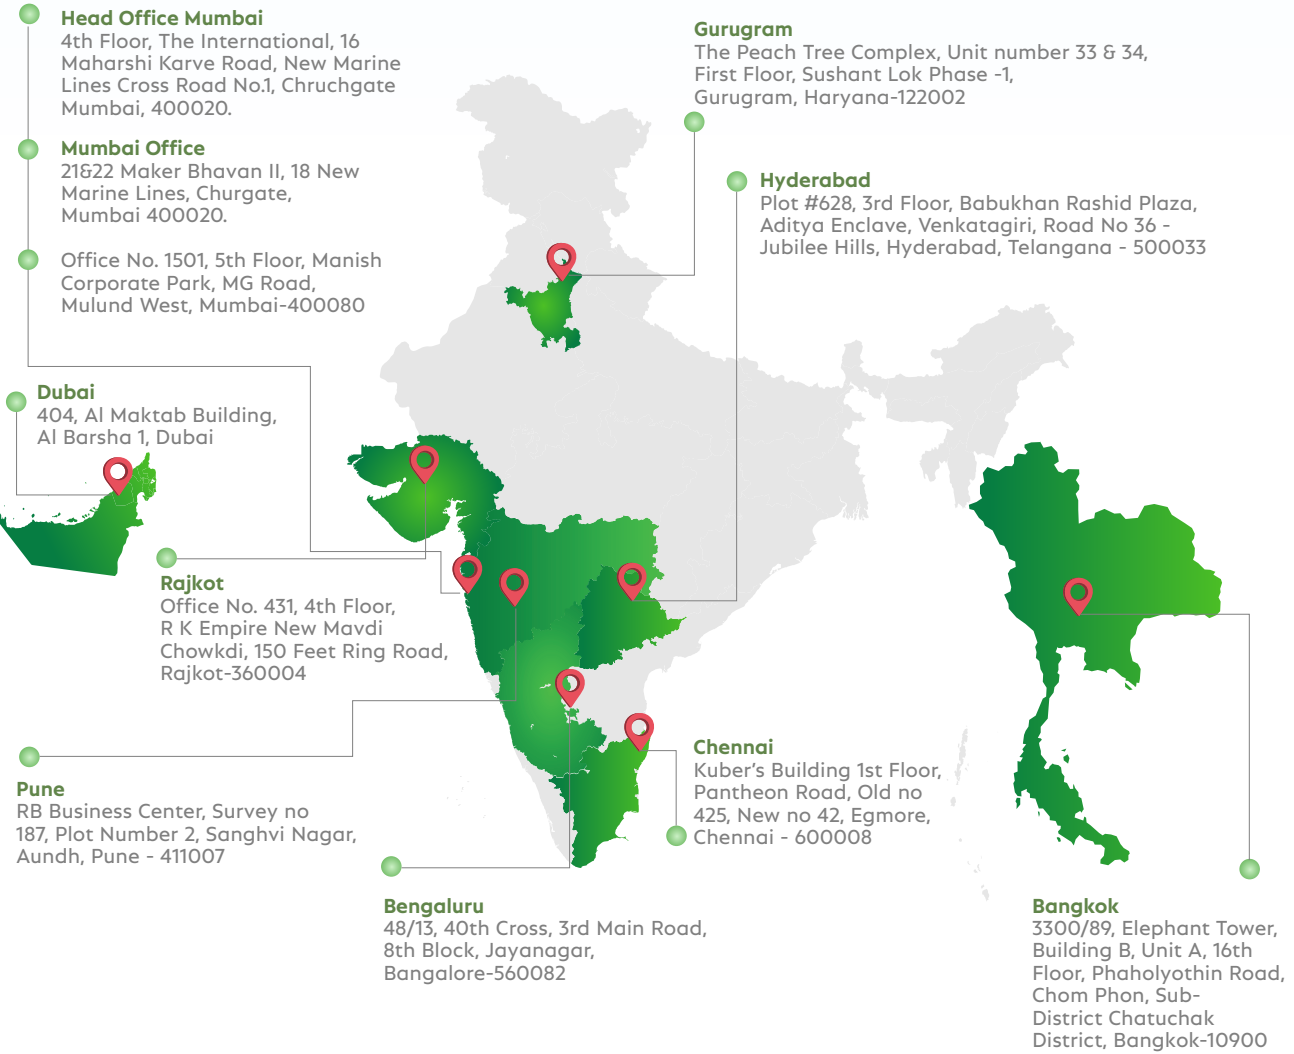 Head Office Mumbai
4th Floor, The International, 16
Maharshi Karve Road, New Marine
Lines Cross Road No.1, Chruchgate
Mumbai, 400020.
Mumbai Office
21&22 Maker Bhavan II, 18 New
Marine Lines, Churgate,
Mumbai 400020.
Office No. 1501, 5th Floor, Manish
Corporate Park, MG Road,
Mulund West, Mumbai-400080
Gurugram
The Peach Tree Complex, Unit number 33 & 34,
First Floor, Sushant Lok Phase -1,
Gurugram, Haryana-122002
Hyderabad
Plot #628, 3rd Floor, Babukhan Rashid Plaza,
Aditya Enclave, Venkatagiri, Road No 36 -
Jubilee Hills, Hyderabad, Telangana - 500033
Dubai
404, Al Maktab Building,
Al Barsha 1, Dubai
Rajkot
Office No. 431, 4th Floor,
R K Empire New Mavdi
Chowkdi, 150 Feet Ring Road,
Rajkot-360004
Pune
RB Business Center, Survey no
187, Plot Number 2, Sanghvi Nagar,
Aundh, Pune - 411007
Chennai
Kuber's Building 1st Floor,
Pantheon Road, Old no
425, New no 42, Egmore,
Chennai - 600008
Bengaluru
48/13, 40th Cross, 3rd Main Road,
8th Block, Jayanagar,
Bangalore-560082
Bangkok
3300/89, Elephant Tower,
Building B, Unit A, 16th
Floor, Phaholyothin Road,
Chom Phon, Sub-
District Chatuchak
District, Bangkok-10900